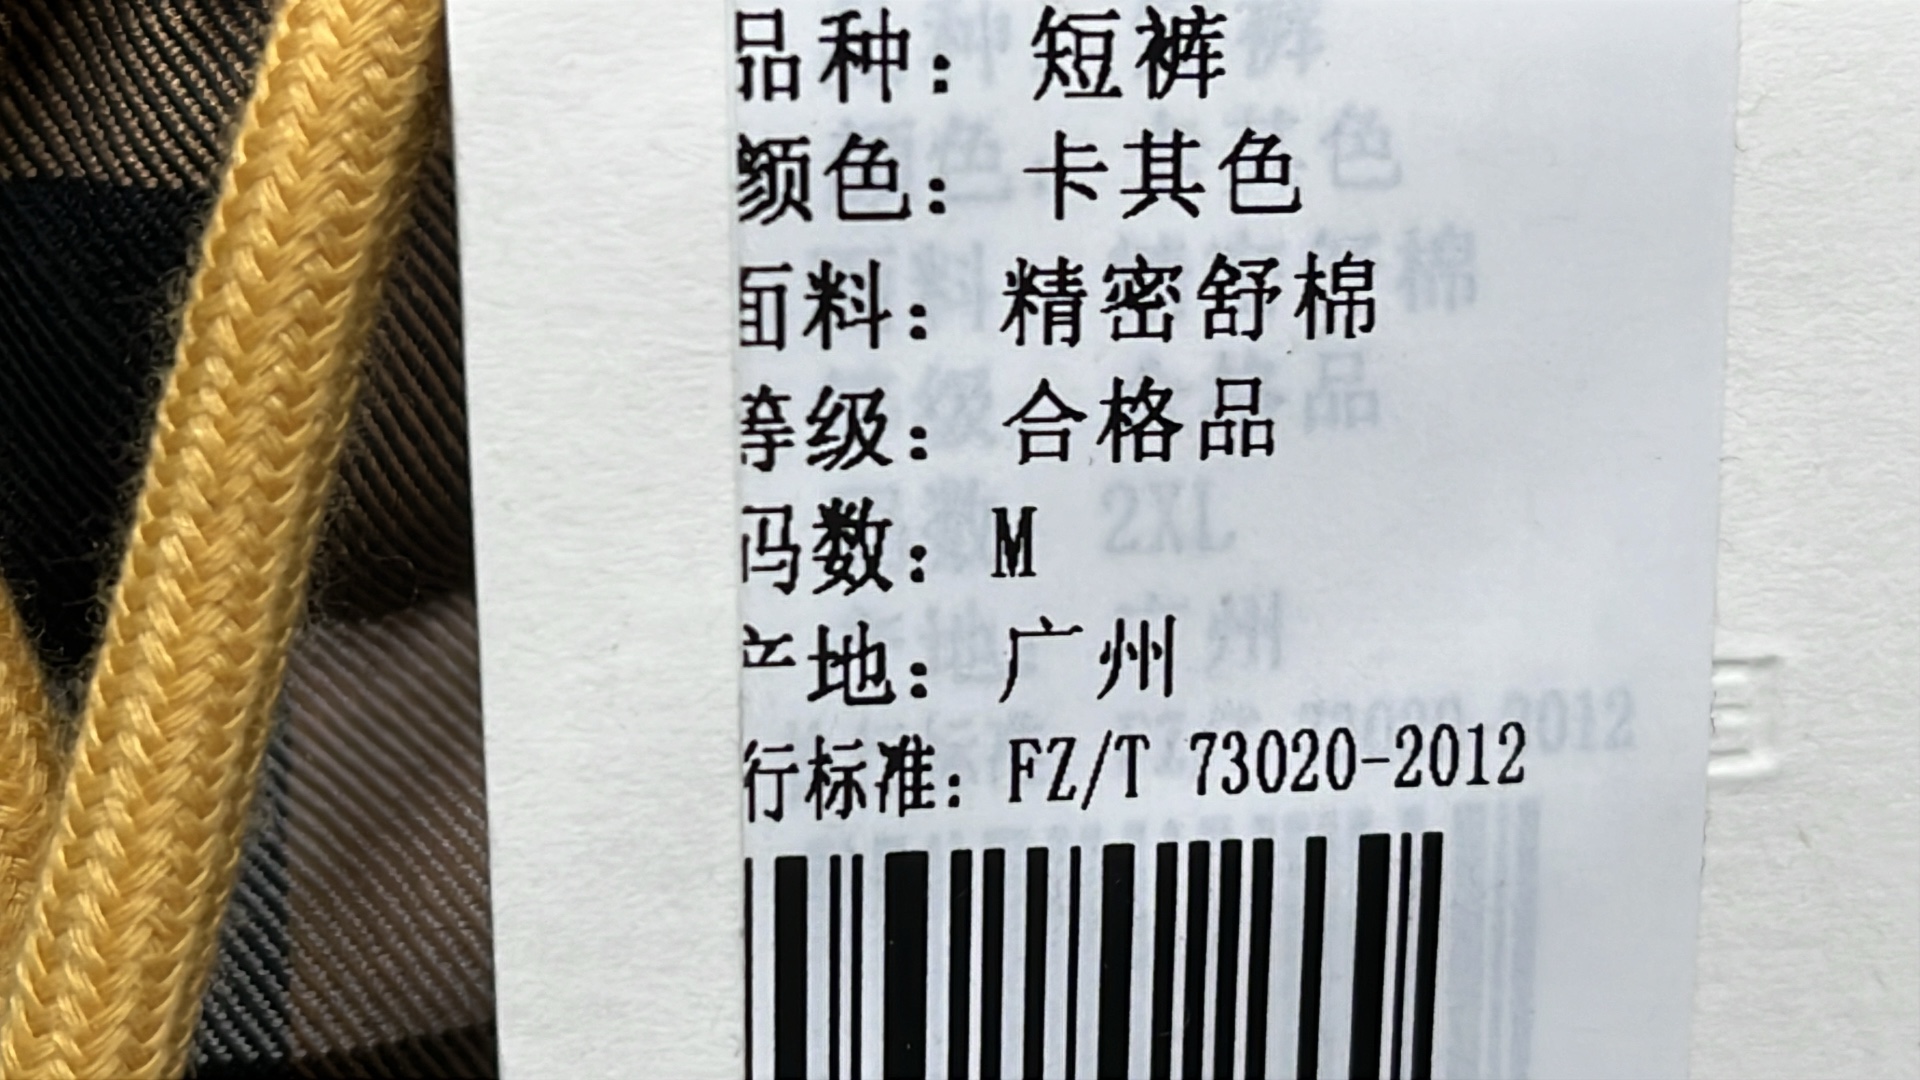 品种：短裤
颜色：卡其色
面料：精密舒棉
等级：合格品
码数：M
产地：广州
行标准：FZ/T 73020-2012